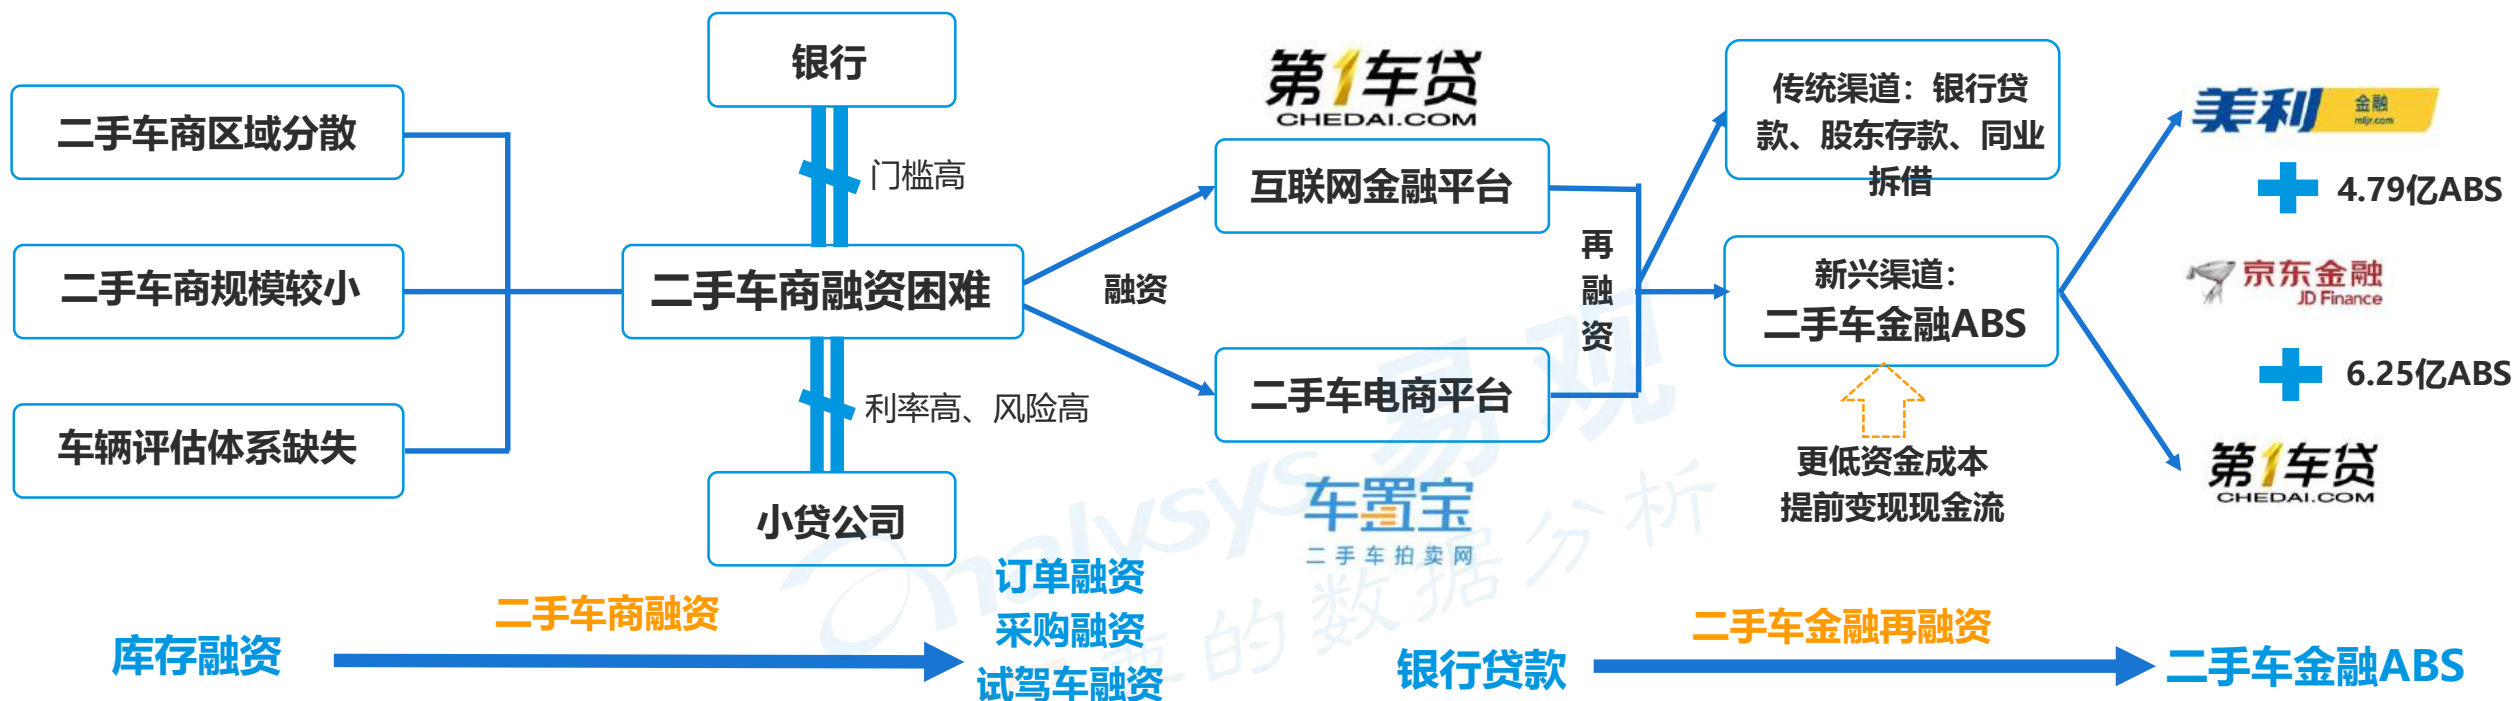 二手车商区域分散
二手车商规模较小
车辆评估体系缺失
银行
门槛高
二手车商融资困难
利率高、风险高
小贷公司
融资
第1车贷
CHEDAI.COM
互联网金融平台
二手车电商平台
车置宝
二手车拍卖网
再
融
资
传统渠道：银行贷
款、股东存款、同业
拆借
新兴渠道：
二手车金融ABS
更低资金成本
提前变现现金流
美利
金融
mljr.com
4.79亿ABS
京东金融
JD Finance
6.25亿ABS
第1车贷
CHEDAI.COM
库存融资
二手车商融资
订单融资
采购融资
试驾车融资
银行贷款
二手车金融再融资
二手车金融ABS
analysys 易观
的数据分析